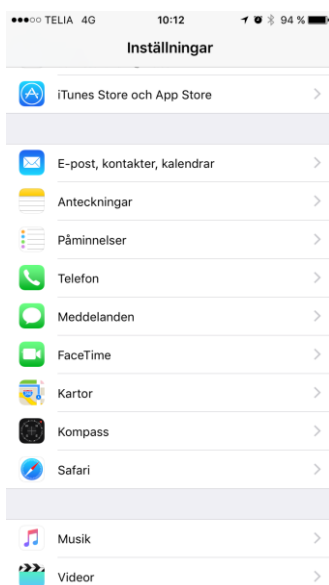 TELIA 4G 10:12 94 %
Inställningar
iTunes Store och App Store
E-post, kontakter, kalendrar
Anteckningar
Påminnelser
Telefon
Meddelanden
FaceTime
Kartor
Kompass
Safari
Musik
Videor